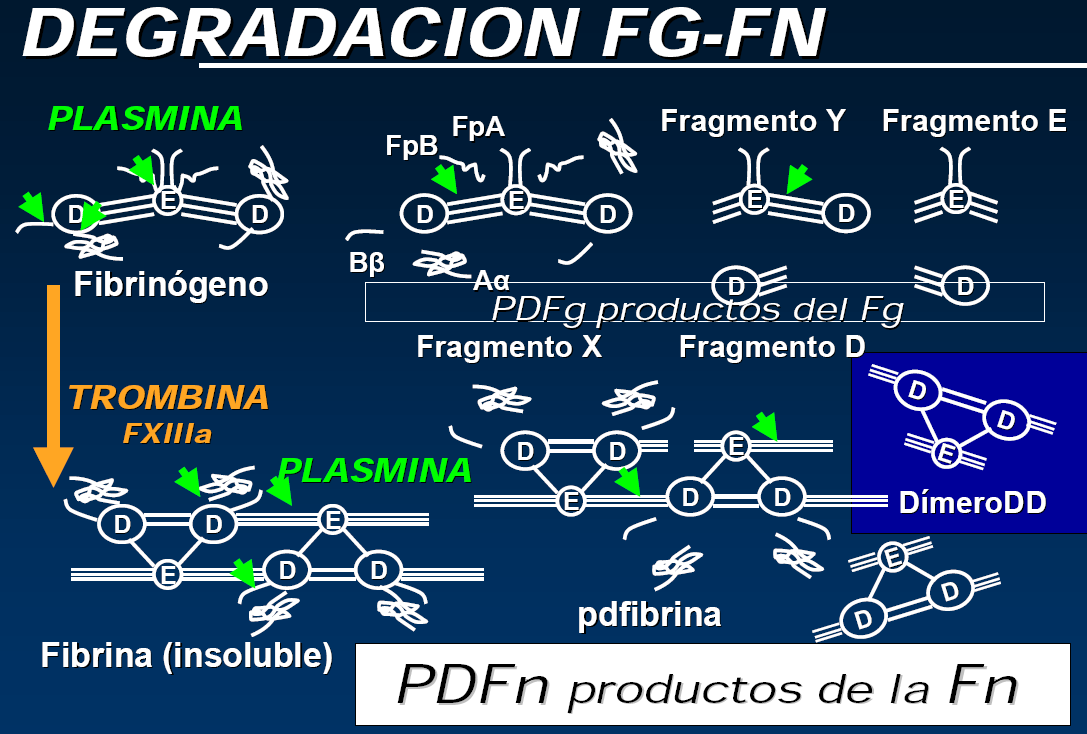 DEGRADACION FG-FN
PLASMINA
D
E
D
Fibrinógeno
FpB
FpA
D
E
D
Bβ
Aα
Fragmento Y
E
D
D
Fragmento E
E
D
PDFg productos del Fg
Fragmento X
Fragmento D
TROMBINA
FXIIIa
PLASMINA
D
D
E
E
D
D
Fibrina (insoluble)
D
D
E
E
D
D
pdfibrina
D
D
E
DímeroDD
E
D
D
PDFn productos de la Fn